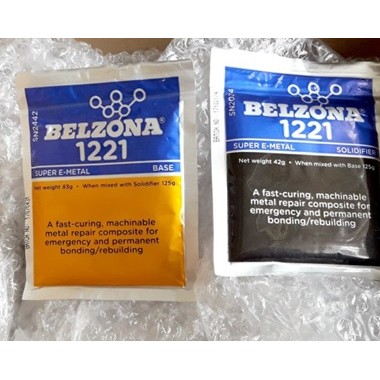 SN2442
BELZONA®
1221
SUPER E-METAL BASE
Net weight 83g • When mixed with Solidifier 125g
A fast-curing, machinable
metal repair composite for
emergency and permanent
bonding/rebuilding
BATCH NO.
BELZONA
1221
SUPER E-METAL SOLIDIFIER
Net weight 42g • When mixed with Base 125g
A fast-curing, machinable
metal repair composite for
emergency and permanent
bonding/rebuilding